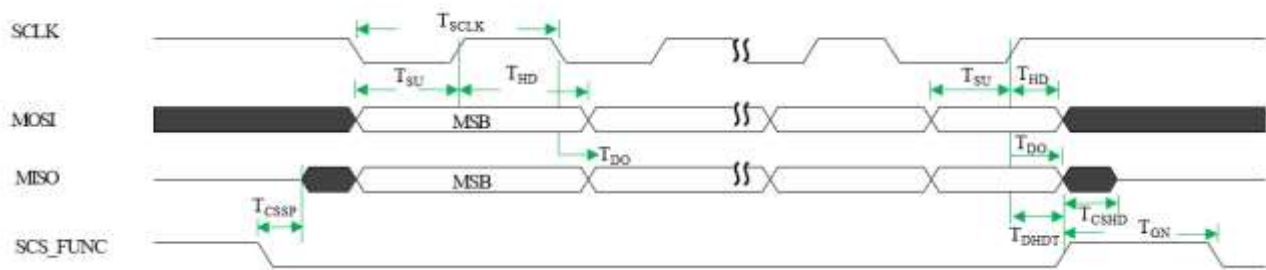 SCLK
T_SCLK
T_SU
T_HD
T_SU
T_HD
MOSI
MSB
T_DO
T_DO
MISO
MSB
T_CSSP
T_CSHD
T_DHDT
T_ON
SCS_FUNC